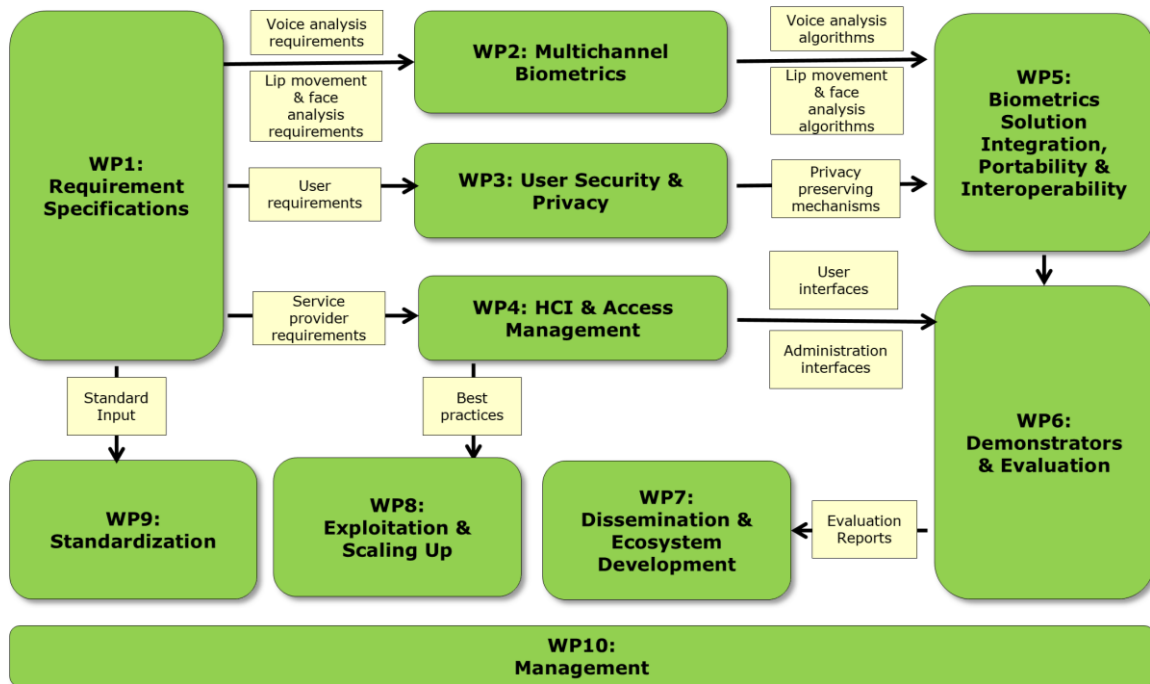 WP1:
Requirement
Specifications
Voice analysis
requirements
Lip movement
& face
analysis
requirements
WP2: Multichannel
Biometrics
Voice analysis
algorithms
Lip movement
& face
analysis
algorithms
WP5:
Biometrics
Solution
Integration,
Portability &
Interoperability
User
requirements
WP3: User Security &
Privacy
Privacy
preserving
mechanisms
Service
provider
requirements
WP4: HCI & Access
Management
User
interfaces
Administration
interfaces
WP6:
Demonstrators
& Evaluation
Standard
Input
Best
practices
WP9:
Standardization
WP8:
Exploitation &
Scaling Up
WP7:
Dissemination &
Ecosystem
Development
Evaluation
Reports
WP10:
Management